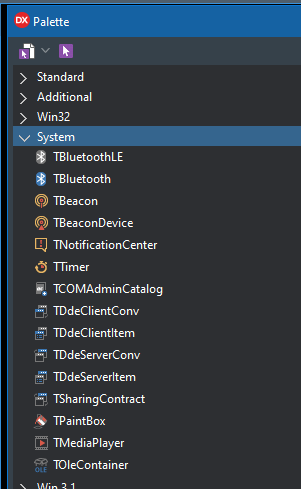 DX Palette
Standard
Additional
Win32
System
TBluetoothLE
TBluetooth
TBeacon
TBeaconDevice
TNotificationCenter
TTimer
TCOMAdminCatalog
TDdeClientConv
TDdeClientItem
TDdeServerConv
TDdeServerItem
TSharingContract
TPaintBox
TMediaPlayer
OLE TOleContainer
Win 3.1